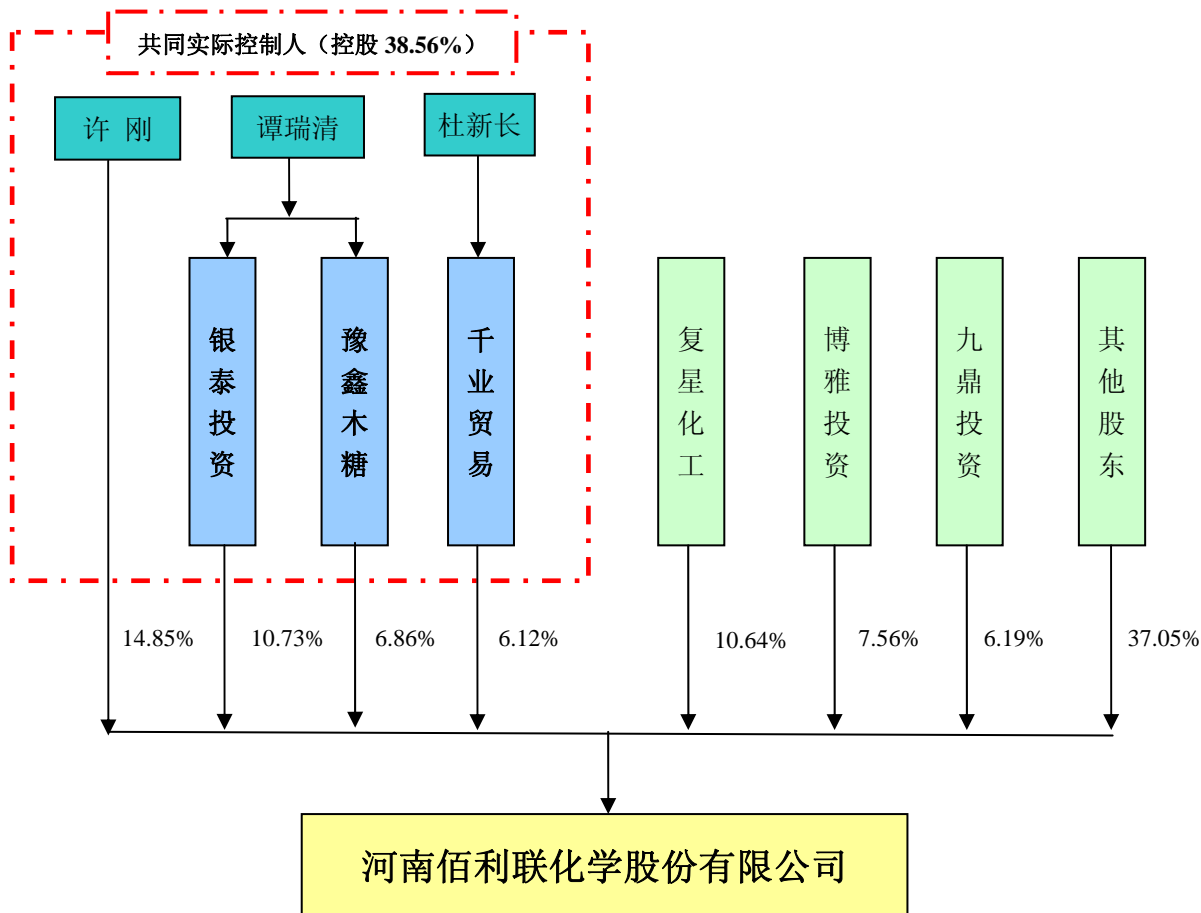 共同实际控制人（控股 38.56%）
许 刚
谭瑞清
杜新长
银泰投资
豫鑫木糖
千业贸易
复星化工
博雅投资
九鼎投资
其他股东
14.85%
10.73%
6.86%
6.12%
10.64%
7.56%
6.19%
37.05%
河南佰利联化学股份有限公司